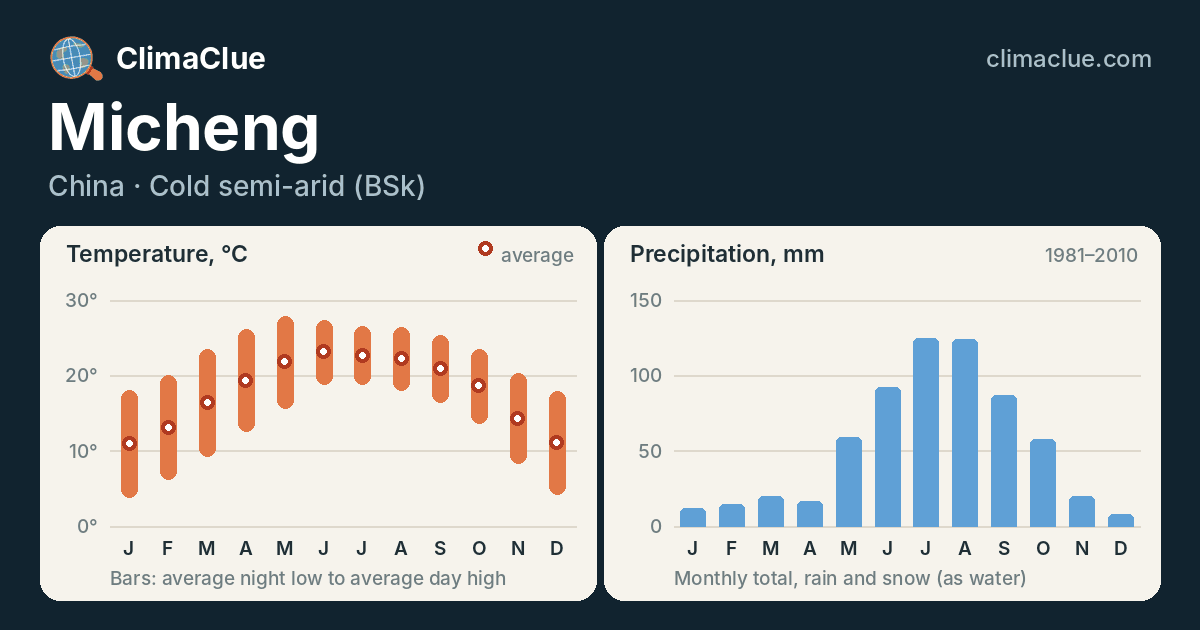 ClimaClue
climaclue.com
Micheng
China · Cold semi-arid (BSk)
Temperature, °C
average
30°
20°
10°
0°
J F M A M J J A S O N D
Bars: average night low to average day high
Precipitation, mm
1981–2010
150
100
50
0
J F M A M J J A S O N D
Monthly total, rain and snow (as water)